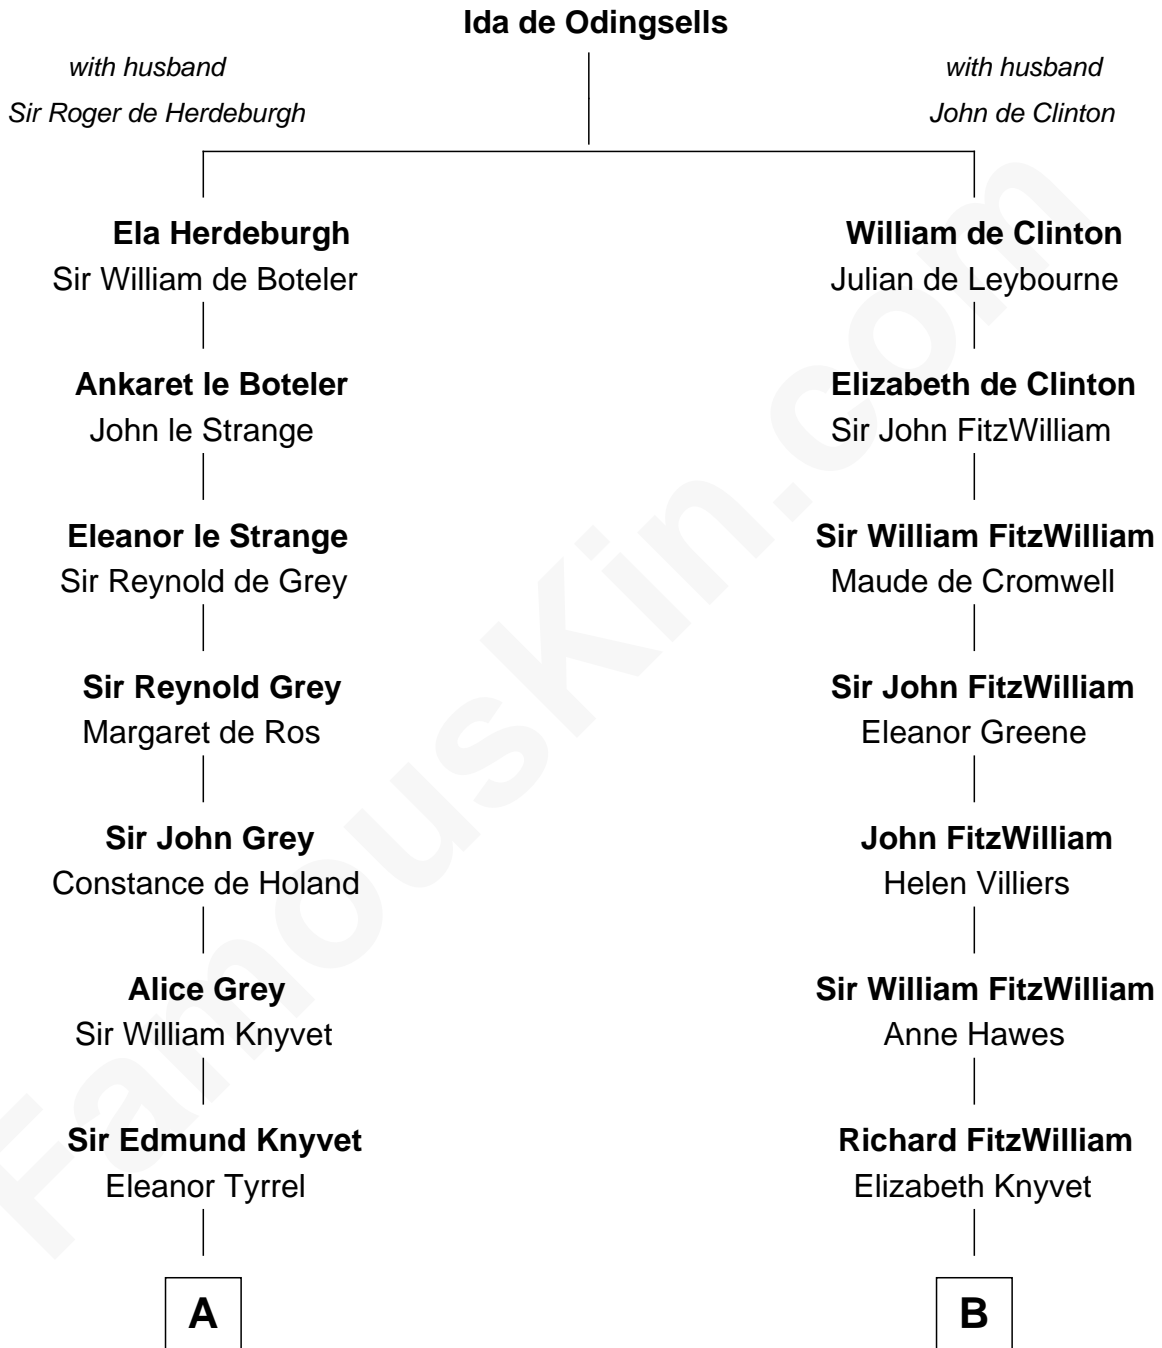 Ida de Odingsells
with husband
Sir Roger de Herdeburgh
with husband
John de Clinton
Ela Herdeburgh
Sir William de Boteler
William de Clinton
Julian de Leybourne
Ankaret le Boteler
John le Strange
Elizabeth de Clinton
Sir John FitzWilliam
Eleanor le Strange
Sir Reynold de Grey
Sir William FitzWilliam
Maude de Cromwell
Sir Reynold Grey
Margaret de Ros
Sir John FitzWilliam
Eleanor Greene
Sir John Grey
Constance de Holand
John FitzWilliam
Helen Villiers
Alice Grey
Sir William Knyvet
Sir William FitzWilliam
Anne Hawes
Sir Edmund Knyvet
Eleanor Tyrrel
Richard FitzWilliam
Elizabeth Knyvet
A
B
FamousKin.com